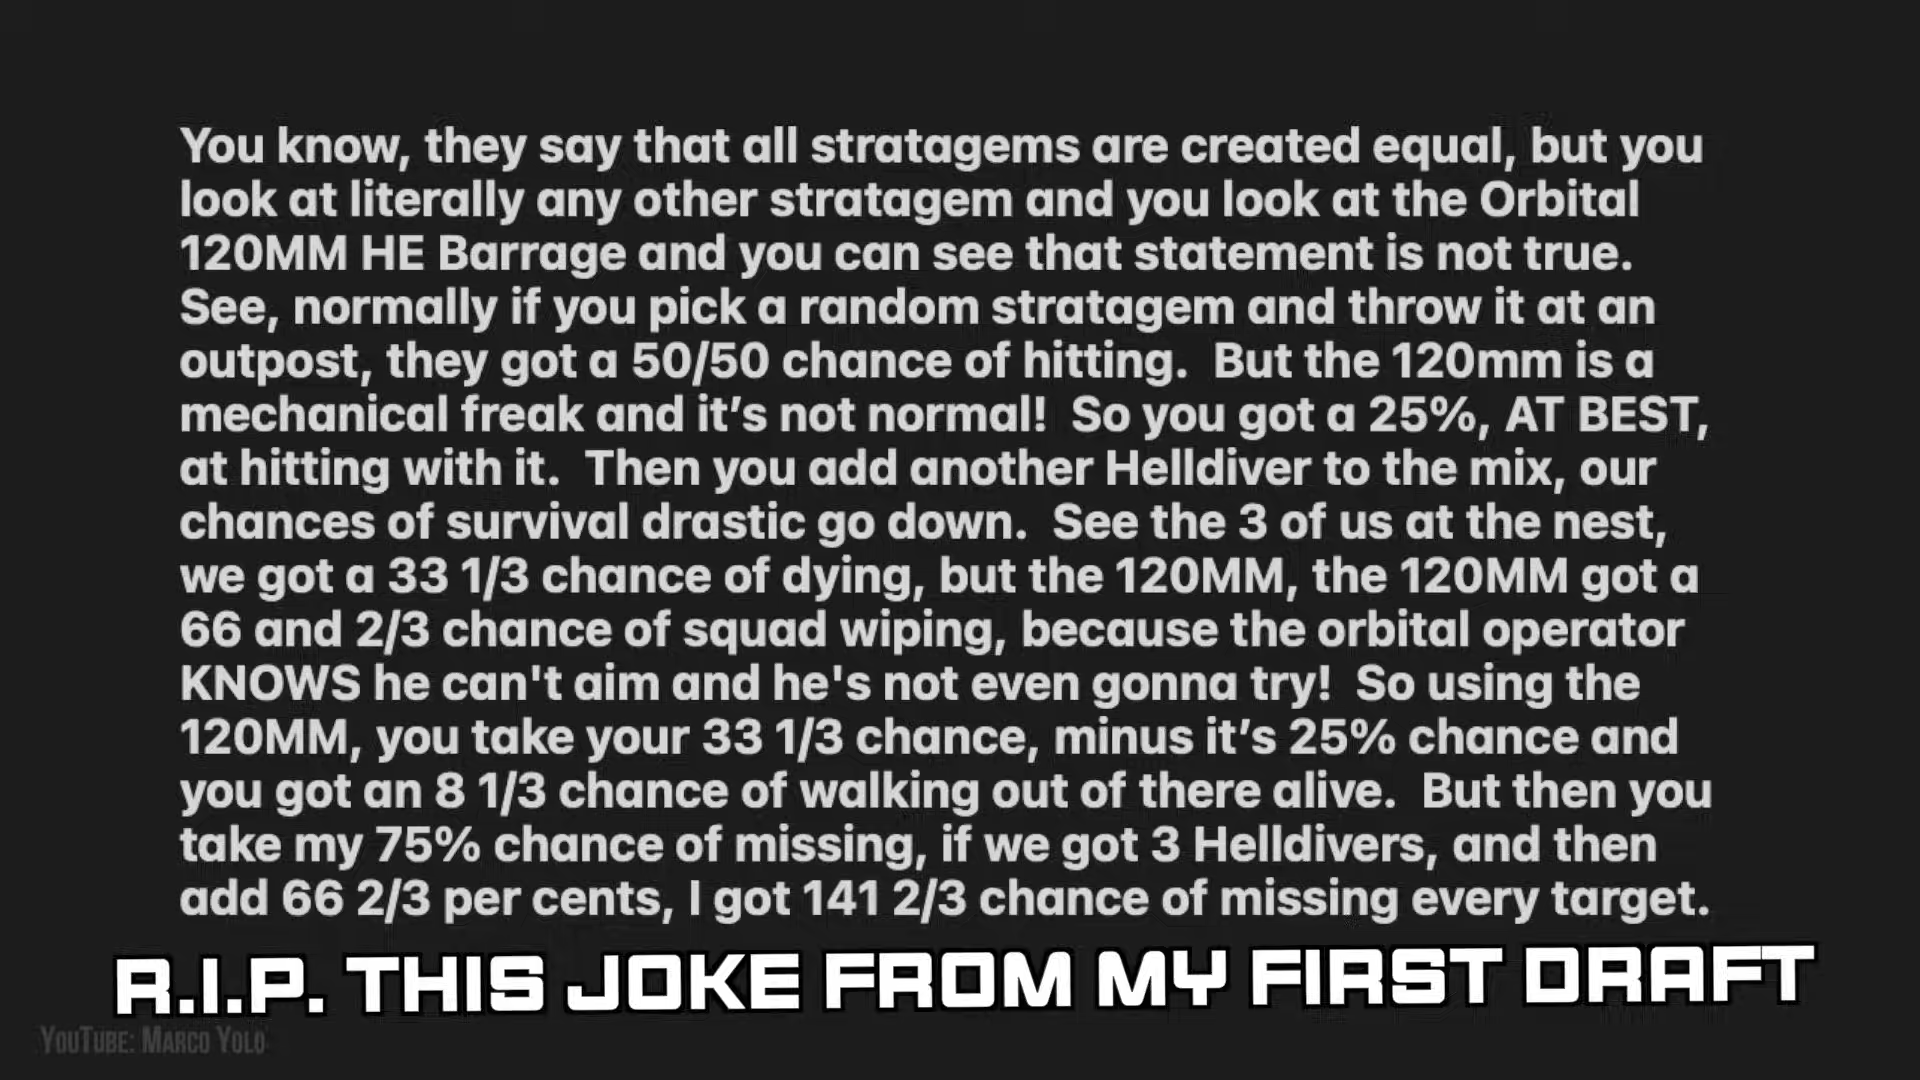 You know, they say that all stratagems are created equal, but you
look at literally any other stratagem and you look at the Orbital
120MM HE Barrage and you can see that statement is not true.
See, normally if you pick a random stratagem and throw it at an
outpost, they got a 50/50 chance of hitting.  But the 120mm is a
mechanical freak and it’s not normal!  So you got a 25%, AT BEST,
at hitting with it.  Then you add another Helldiver to the mix, our
chances of survival drastic go down.  See the 3 of us at the nest,
we got a 33 1/3 chance of dying, but the 120MM, the 120MM got a
66 and 2/3 chance of squad wiping, because the orbital operator
KNOWS he can't aim and he's not even gonna try!  So using the
120MM, you take your 33 1/3 chance, minus it’s 25% chance and
you got an 8 1/3 chance of walking out of there alive.  But then you
take my 75% chance of missing, if we got 3 Helldivers, and then
add 66 2/3 per cents, I got 141 2/3 chance of missing every target.
R.I.P. THIS JOKE FROM MY FIRST DRAFT
YouTube: Marco Yolo